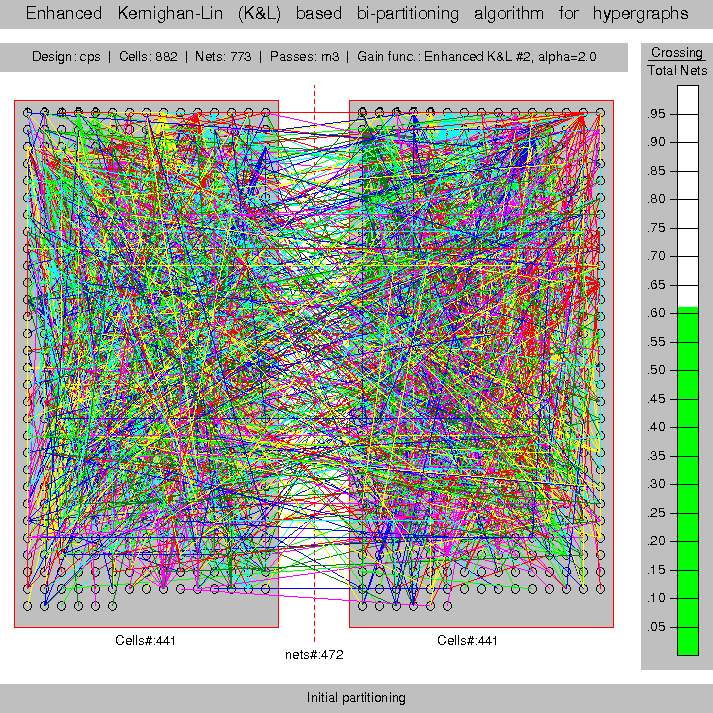 Enhanced Kernighan-Lin (K&L) based bi-partitioning algorithm for hypergraphs
Design: cps | Cells: 882 | Nets: 773 | Passes: m3 | Gain func.: Enhanced K&L #2, alpha=2.0
Crossing
Total Nets
.95
.90
.85
.80
.75
.70
.65
.60
.55
.50
.45
.40
.35
.30
.25
.20
.15
.10
.05
Cells#:441
Cells#:441
nets#:472
Initial partitioning